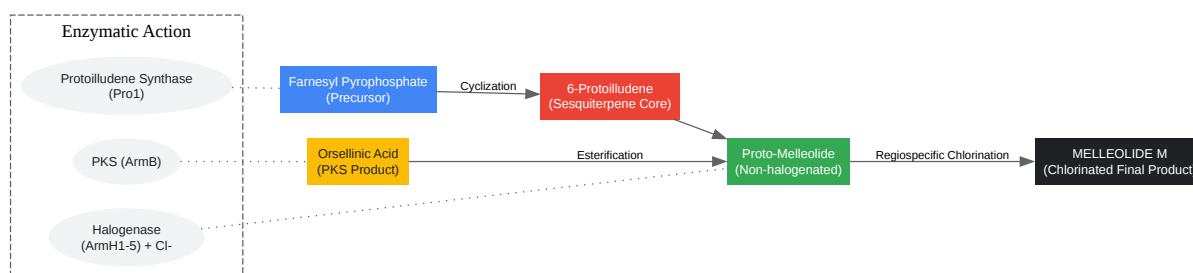 Enzymatic Action
Protoilludene Synthase
(Pro1)
PKS (ArmB)
Halogenase
(ArmH1-5) + Cl-
Farnesyl Pyrophosphate
(Precursor)
Cyclization
6-Protoilludene
(Sesquiterpene Core)
Orsellinic Acid
(PKS Product)
Esterification
Proto-Melleolide
(Non-halogenated)
Regiospecific Chlorination
MELLEOLIDE M
(Chlorinated Final Product